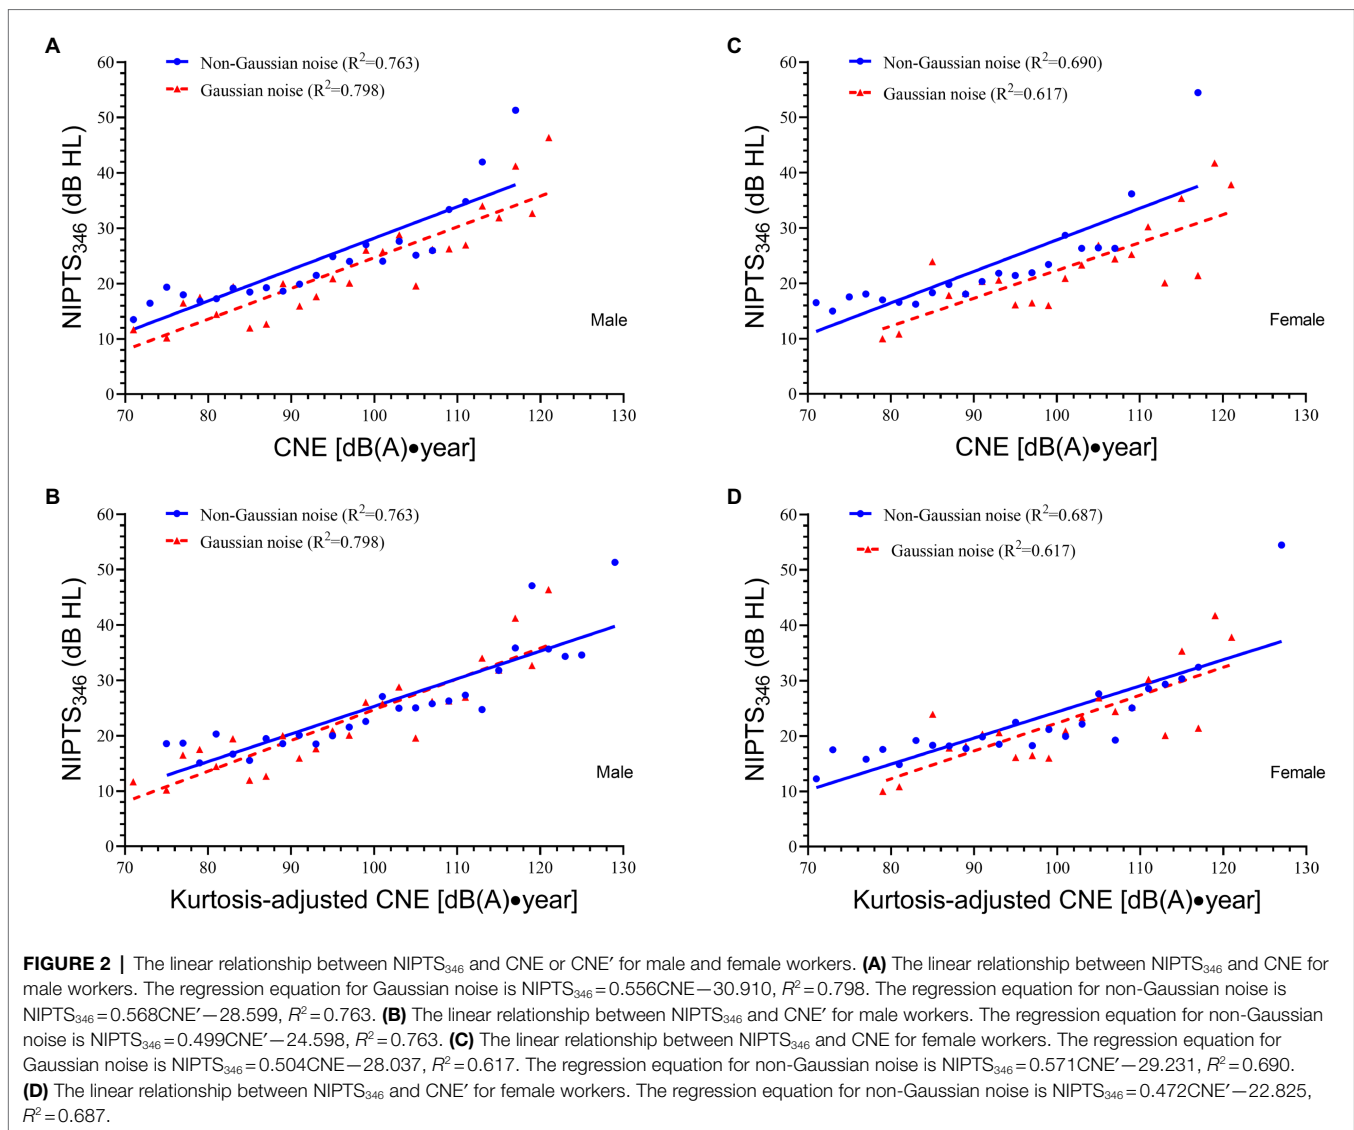 A
Non-Gaussian noise (R²=0.763)
Gaussian noise (R²=0.798)
60
50
40
30
20
10
0
NIPTS₃₄₆ (dB HL)
Male
70 80 90 100 110 120 130
CNE [dB(A)●year]
C
Non-Gaussian noise (R²=0.690)
Gaussian noise (R²=0.617)
60
50
40
30
20
10
0
NIPTS₃₄₆ (dB HL)
Female
70 80 90 100 110 120 130
CNE [dB(A)●year]
B
Non-Gaussian noise (R²=0.763)
Gaussian noise (R²=0.798)
60
50
40
30
20
10
0
NIPTS₃₄₆ (dB HL)
Male
70 80 90 100 110 120 130
Kurtosis-adjusted CNE [dB(A)●year]
D
Non-Gaussian noise (R²=0.687)
Gaussian noise (R²=0.617)
60
50
40
30
20
10
0
NIPTS₃₄₆ (dB HL)
Female
70 80 90 100 110 120 130
Kurtosis-adjusted CNE [dB(A)●year]
FIGURE 2 | The linear relationship between NIPTS₃₄₆ and CNE or CNE′ for male and female workers. (A) The linear relationship between NIPTS₃₄₆ and CNE for
male workers. The regression equation for Gaussian noise is NIPTS₃₄₆=0.556CNE—30.910, R²=0.798. The regression equation for non-Gaussian noise is
NIPTS₃₄₆=0.568CNE′—28.599, R²=0.763. (B) The linear relationship between NIPTS₃₄₆ and CNE′ for male workers. The regression equation for non-Gaussian
noise is NIPTS₃₄₆=0.499CNE′—24.598, R²=0.763. (C) The linear relationship between NIPTS₃₄₆ and CNE for female workers. The regression equation for
Gaussian noise is NIPTS₃₄₆=0.504CNE—28.037, R²=0.617. The regression equation for non-Gaussian noise is NIPTS₃₄₆=0.571CNE′—29.231, R²=0.690.
(D) The linear relationship between NIPTS₃₄₆ and CNE′ for female workers. The regression equation for non-Gaussian noise is NIPTS₃₄₆=0.472CNE′—22.825,
R²=0.687.